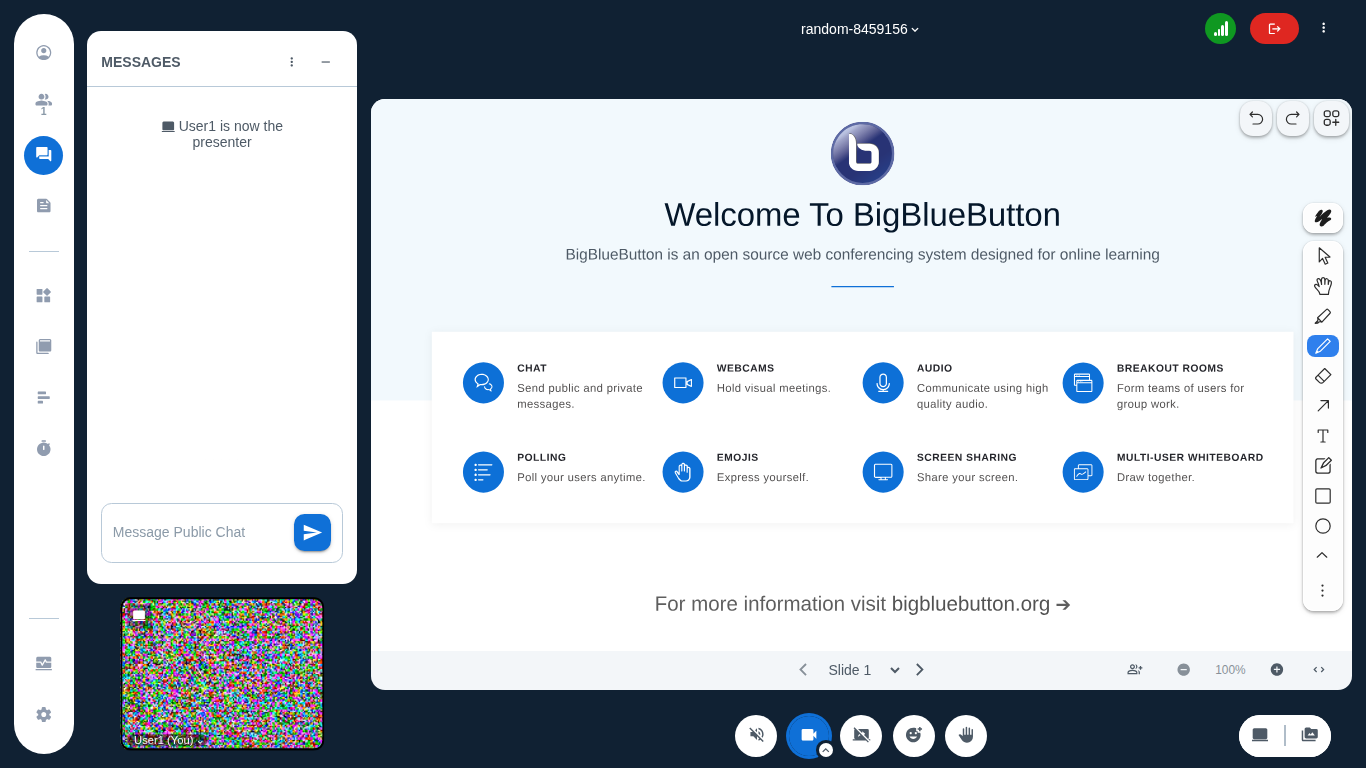 random-8459156
1
MESSAGES
User1 is now the
presenter
Message Public Chat
User1 (You)
Welcome To BigBlueButton
BigBlueButton is an open source web conferencing system designed for online learning
CHAT
Send public and private
messages.
WEBCAMS
Hold visual meetings.
AUDIO
Communicate using high
quality audio.
BREAKOUT ROOMS
Form teams of users for
group work.
POLLING
Poll your users anytime.
EMOJIS
Express yourself.
SCREEN SHARING
Share your screen.
MULTI-USER WHITEBOARD
Draw together.
For more information visit bigbluebutton.org ➔
Slide 1
100%